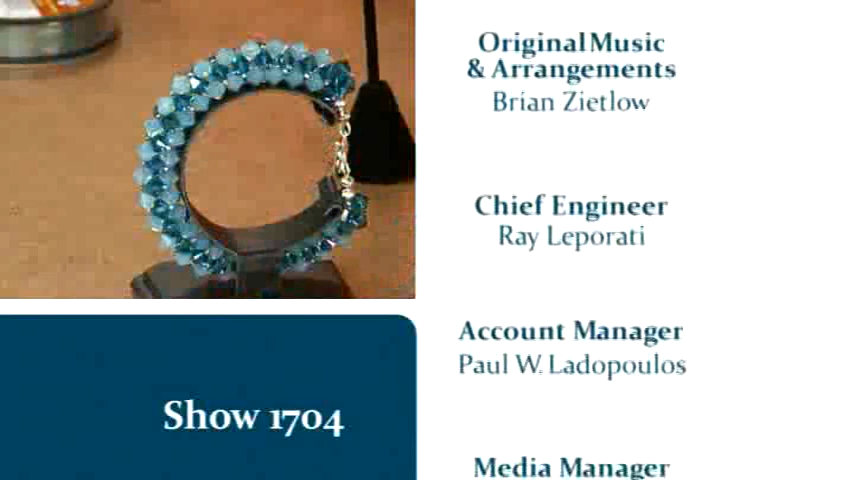 Original Music
& Arrangements
Brian Zietlow
Chief Engineer
Ray Leporati
Account Manager
Paul W. Ladopoulos
Media Manager
Show 1704